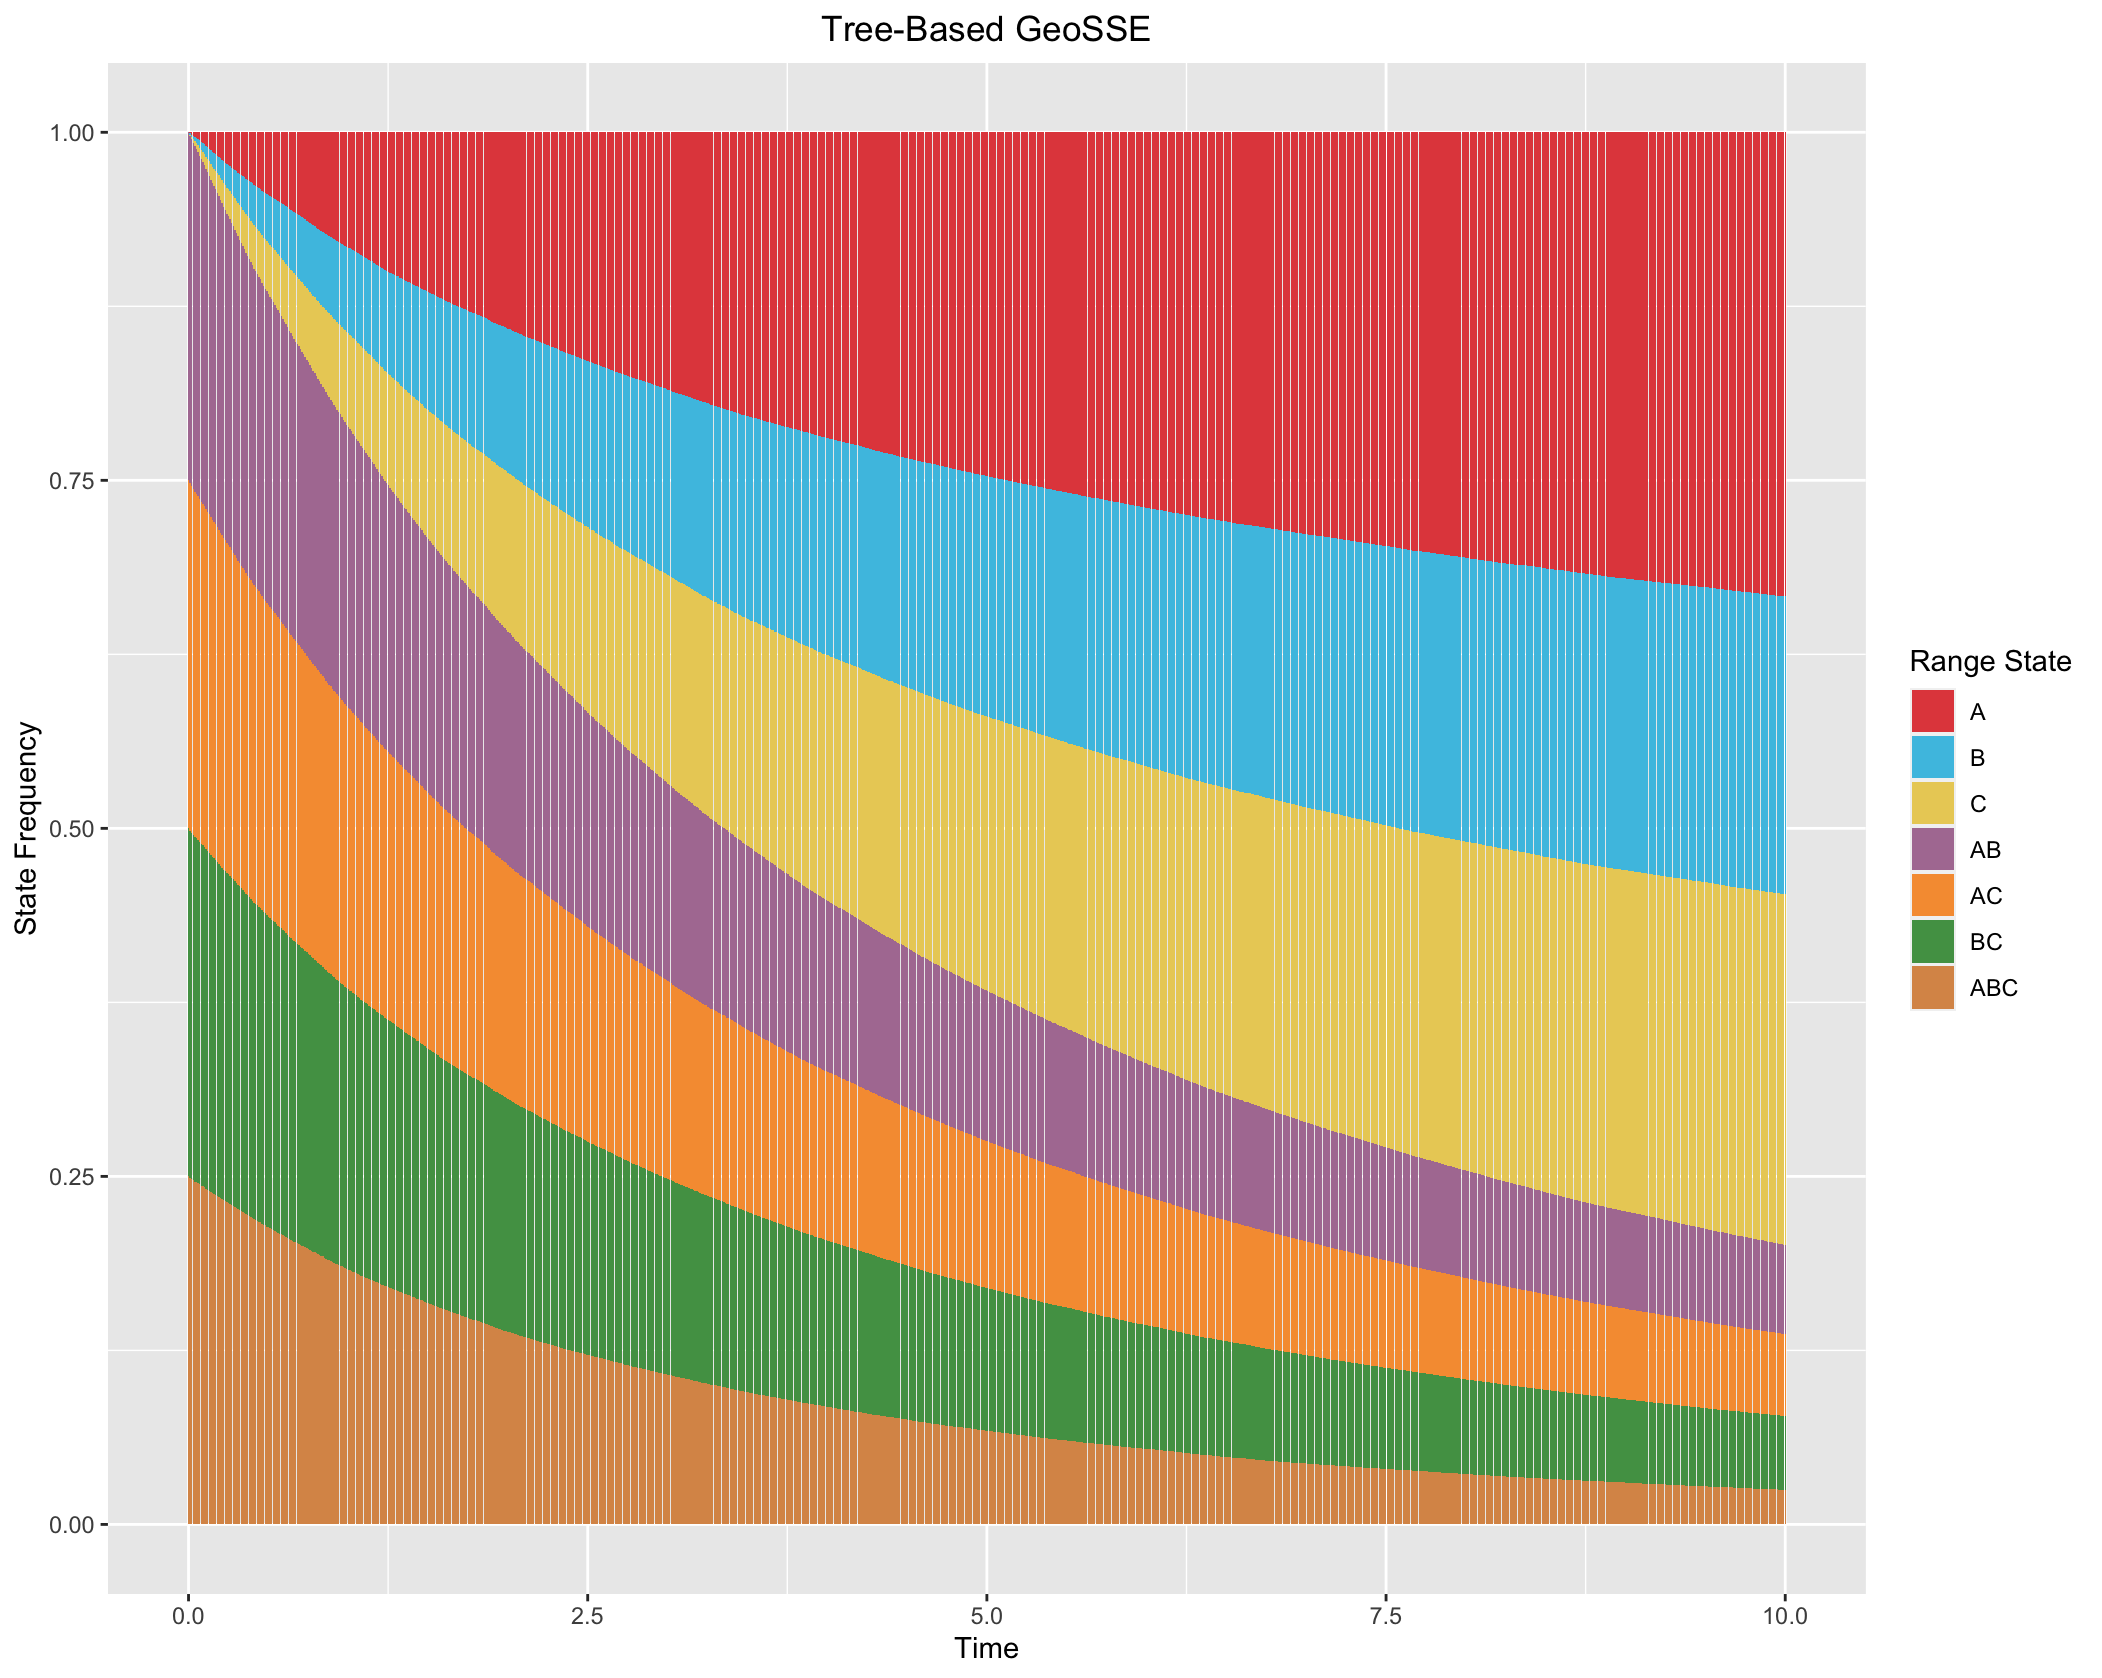 Tree-Based GeoSSE
State Frequency
1.00
0.75
0.50
0.25
0.00
0.0 2.5 5.0 7.5 10.0
Time
Range State
A
B
C
AB
AC
BC
ABC